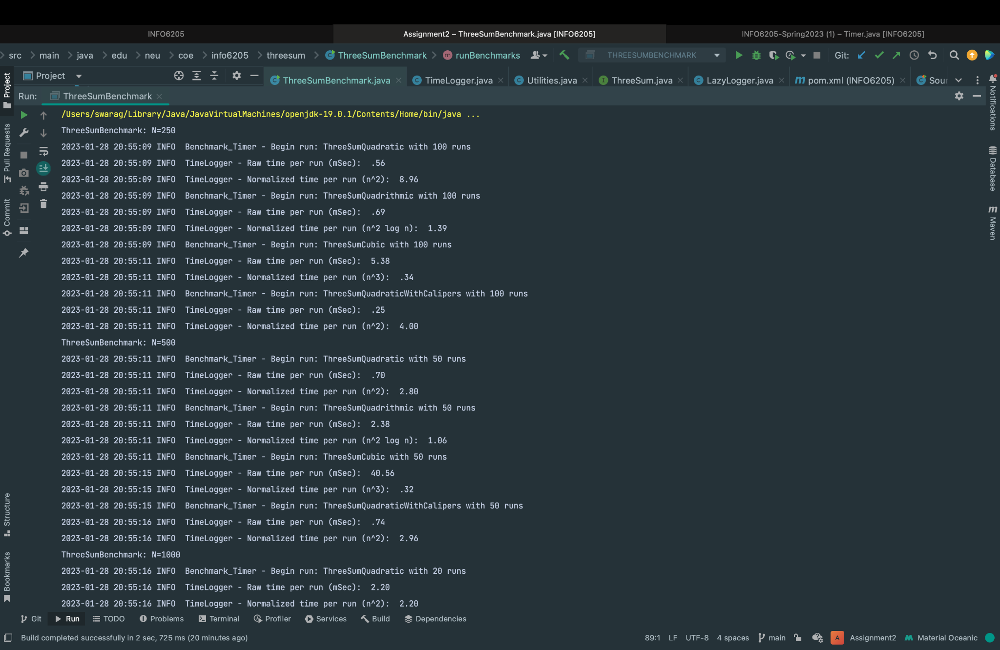 INFO6205
Assignment2 – ThreeSumBenchmark.java [INFO6205]
INFO6205-Spring2023 (1) – Timer.java [INFO6205]
src main java edu neu coe info6205 threesum ThreeSumBenchmark m runBenchmarks THREESUMBENCHMARK Git:
Project ThreeSumBenchmark.java TimeLogger.java Utilities.java ThreeSum.java LazyLogger.java m pom.xml (INFO6205) Sour
Run: ThreeSumBenchmark
/Users/swarag/Library/Java/JavaVirtualMachines/openjdk-19.0.1/Contents/Home/bin/java ...
ThreeSumBenchmark: N=250
2023-01-28 20:55:09 INFO  Benchmark_Timer - Begin run: ThreeSumQuadratic with 100 runs
2023-01-28 20:55:09 INFO  TimeLogger - Raw time per run (mSec):  .56
2023-01-28 20:55:09 INFO  TimeLogger - Normalized time per run (n^2):  8.96
2023-01-28 20:55:09 INFO  Benchmark_Timer - Begin run: ThreeSumQuadrithmic with 100 runs
2023-01-28 20:55:09 INFO  TimeLogger - Raw time per run (mSec):  .69
2023-01-28 20:55:09 INFO  TimeLogger - Normalized time per run (n^2 log n):  1.39
2023-01-28 20:55:09 INFO  Benchmark_Timer - Begin run: ThreeSumCubic with 100 runs
2023-01-28 20:55:11 INFO  TimeLogger - Raw time per run (mSec):  5.38
2023-01-28 20:55:11 INFO  TimeLogger - Normalized time per run (n^3):  .34
2023-01-28 20:55:11 INFO  Benchmark_Timer - Begin run: ThreeSumQuadraticWithCalipers with 100 runs
2023-01-28 20:55:11 INFO  TimeLogger - Raw time per run (mSec):  .25
2023-01-28 20:55:11 INFO  TimeLogger - Normalized time per run (n^2):  4.00
ThreeSumBenchmark: N=500
2023-01-28 20:55:11 INFO  Benchmark_Timer - Begin run: ThreeSumQuadratic with 50 runs
2023-01-28 20:55:11 INFO  TimeLogger - Raw time per run (mSec):  .70
2023-01-28 20:55:11 INFO  TimeLogger - Normalized time per run (n^2):  2.80
2023-01-28 20:55:11 INFO  Benchmark_Timer - Begin run: ThreeSumQuadrithmic with 50 runs
2023-01-28 20:55:11 INFO  TimeLogger - Raw time per run (mSec):  2.38
2023-01-28 20:55:11 INFO  TimeLogger - Normalized time per run (n^2 log n):  1.06
2023-01-28 20:55:11 INFO  Benchmark_Timer - Begin run: ThreeSumCubic with 50 runs
2023-01-28 20:55:15 INFO  TimeLogger - Raw time per run (mSec):  40.56
2023-01-28 20:55:15 INFO  TimeLogger - Normalized time per run (n^3):  .32
2023-01-28 20:55:15 INFO  Benchmark_Timer - Begin run: ThreeSumQuadraticWithCalipers with 50 runs
2023-01-28 20:55:16 INFO  TimeLogger - Raw time per run (mSec):  .74
2023-01-28 20:55:16 INFO  TimeLogger - Normalized time per run (n^2):  2.96
ThreeSumBenchmark: N=1000
2023-01-28 20:55:16 INFO  Benchmark_Timer - Begin run: ThreeSumQuadratic with 20 runs
2023-01-28 20:55:16 INFO  TimeLogger - Raw time per run (mSec):  2.20
2023-01-28 20:55:16 INFO  TimeLogger - Normalized time per run (n^2):  2.20
Project
Pull Requests
Commit
Structure
Bookmarks
Notifications
Database
m Maven
Git Run TODO Problems Terminal Profiler Services Build Dependencies
Build completed successfully in 2 sec, 725 ms (20 minutes ago) 89:1 LF UTF-8 4 spaces main A Assignment2 Material Oceanic